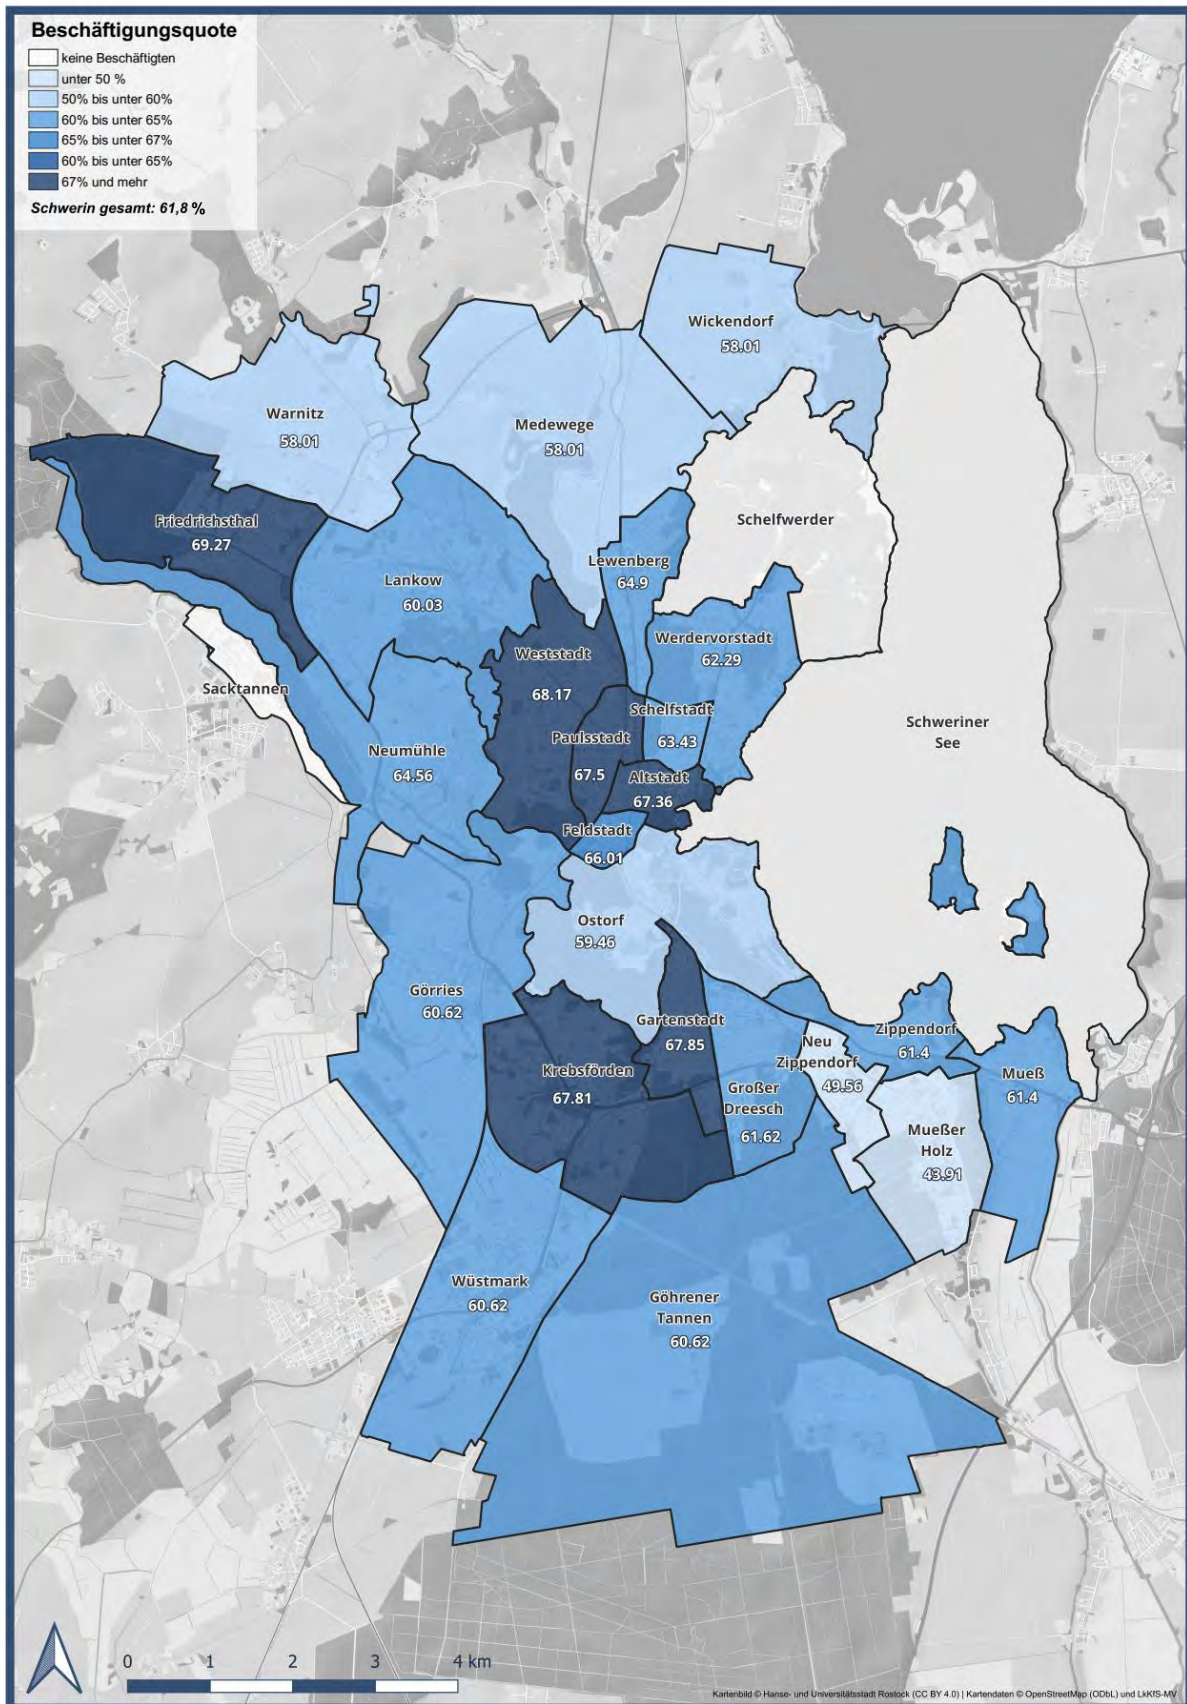 Beschäftigungsquote
keine Beschäftigten
unter 50 %
50% bis unter 60%
60% bis unter 65%
65% bis unter 67%
60% bis unter 65%
67% und mehr
Schwerin gesamt: 61,8 %
Wickendorf
58.01
Warnitz
58.01
Medewege
58.01
Friedrichsthal
69.27
Schelfwerder
Lankow
60.03
Lewenberg
64.9
Werdervorstadt
62.29
Weststadt
68.17
Sacktannen
Schelfstadt
63.43
Schweriner
See
Paulsstadt
67.5
Neumühle
64.56
Altstadt
67.36
Feldstadt
66.01
Ostorf
59.46
Görries
60.62
Gartenstadt
67.85
Zippendorf
61.4
Neu
Zippendorf
49.56
Krebsförden
67.81
Mueß
61.4
Großer
Dreesch
61.62
Mueßer
Holz
43.91
Wüstmark
60.62
Göhrener
Tannen
60.62
0 1 2 3 4 km
Kartenbild © Hanse- und Universitätsstadt Rostock (CC BY 4.0) | Kartendaten © OpenStreetMap (ODbL) und LkKfS-MV